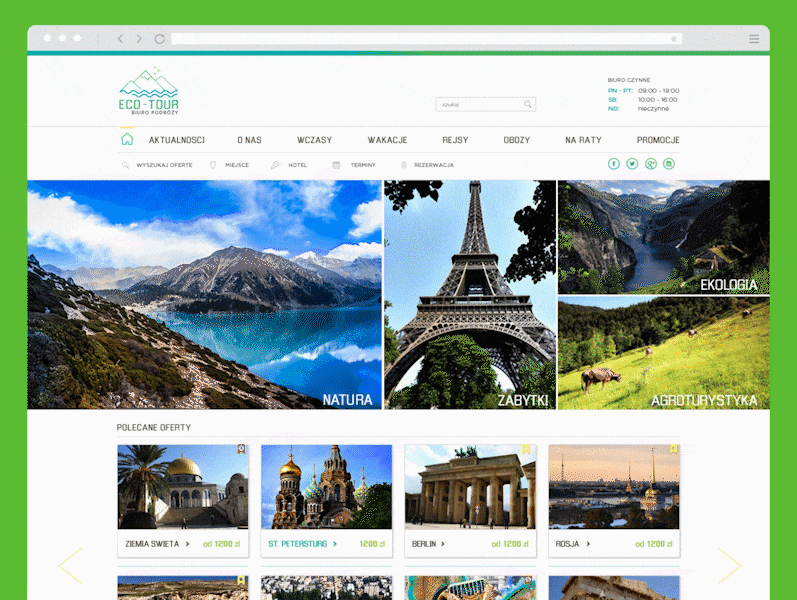 ECO-TOUR
BIURO PODRÓŻY
szukaj
BIURO CZYNNE:
PN - PT: 09:00 - 19:00
SB: 10:00 - 16:00
ND: nieczynne
AKTUALNOŚCI O NAS WCZASY WAKACJE REJSY OBOZY NA RATY PROMOCJE
WYSZUKAJ OFERTE MIEJSCE HOTEL TERMINY REZERWACJA
NATURA
ZABYTKI
EKOLOGIA
AGROTURYSTYKA
POLECANE OFERTY
ZIEMIA SWIETA > od 1200 zl
ST. PETERSTURG > 1200 zl
BERLIN > od 1200 zl
ROSJA > od 1200 zl